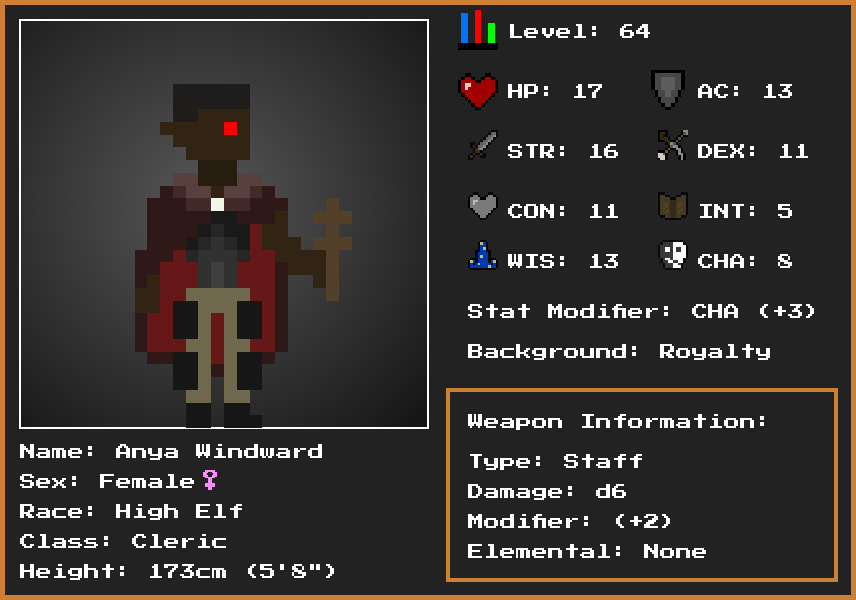 Level: 64
HP: 17 AC: 13
STR: 16 DEX: 11
CON: 11 INT: 5
WIS: 13 CHA: 8
Stat Modifier: CHA (+3)
Background: Royalty
Weapon Information:
Type: Staff
Damage: d6
Modifier: (+2)
Elemental: None
Name: Anya Windward
Sex: Female♀
Race: High Elf
Class: Cleric
Height: 173cm (5'8")